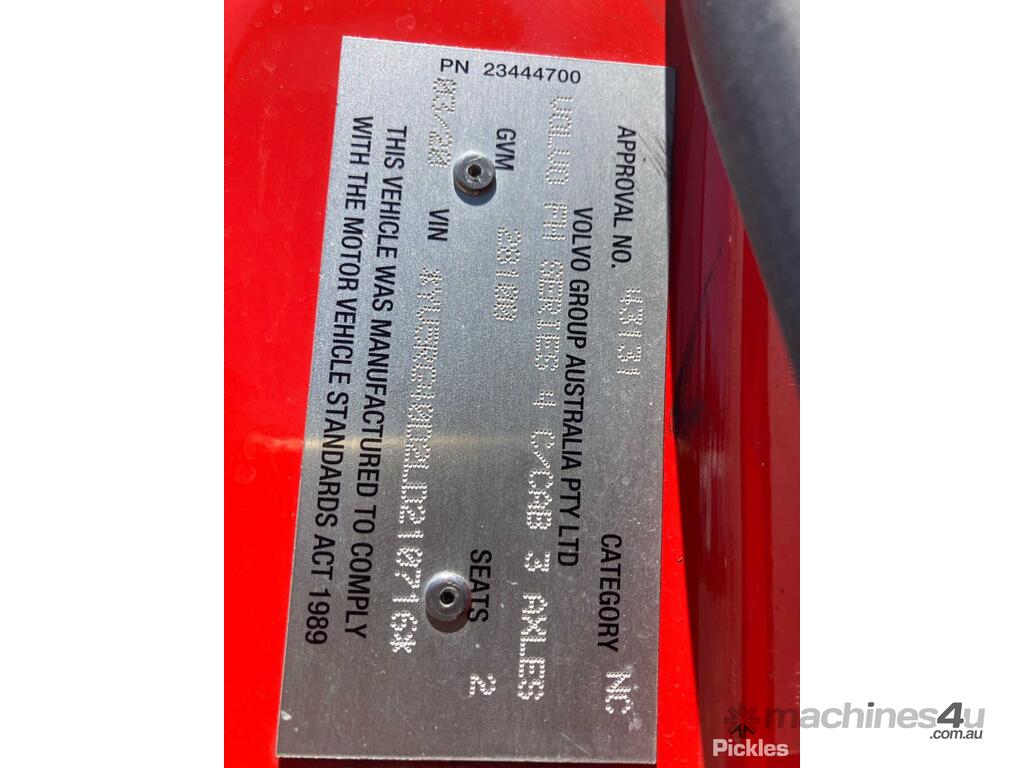 PN 23444700
APPROVAL NO. 43131 CATEGORY NC
VOLVO GROUP AUSTRALIA PTY LTD
VOLVO FH SERIES 4 C/CAB 3 AXLES
GVM 28100 SEATS 2
03/20 VIN
THIS VEHICLE WAS MANUFACTURED TO COMPLY
WITH THE MOTOR VEHICLE STANDARDS ACT 1989
machines4u
.com.au
Pickles